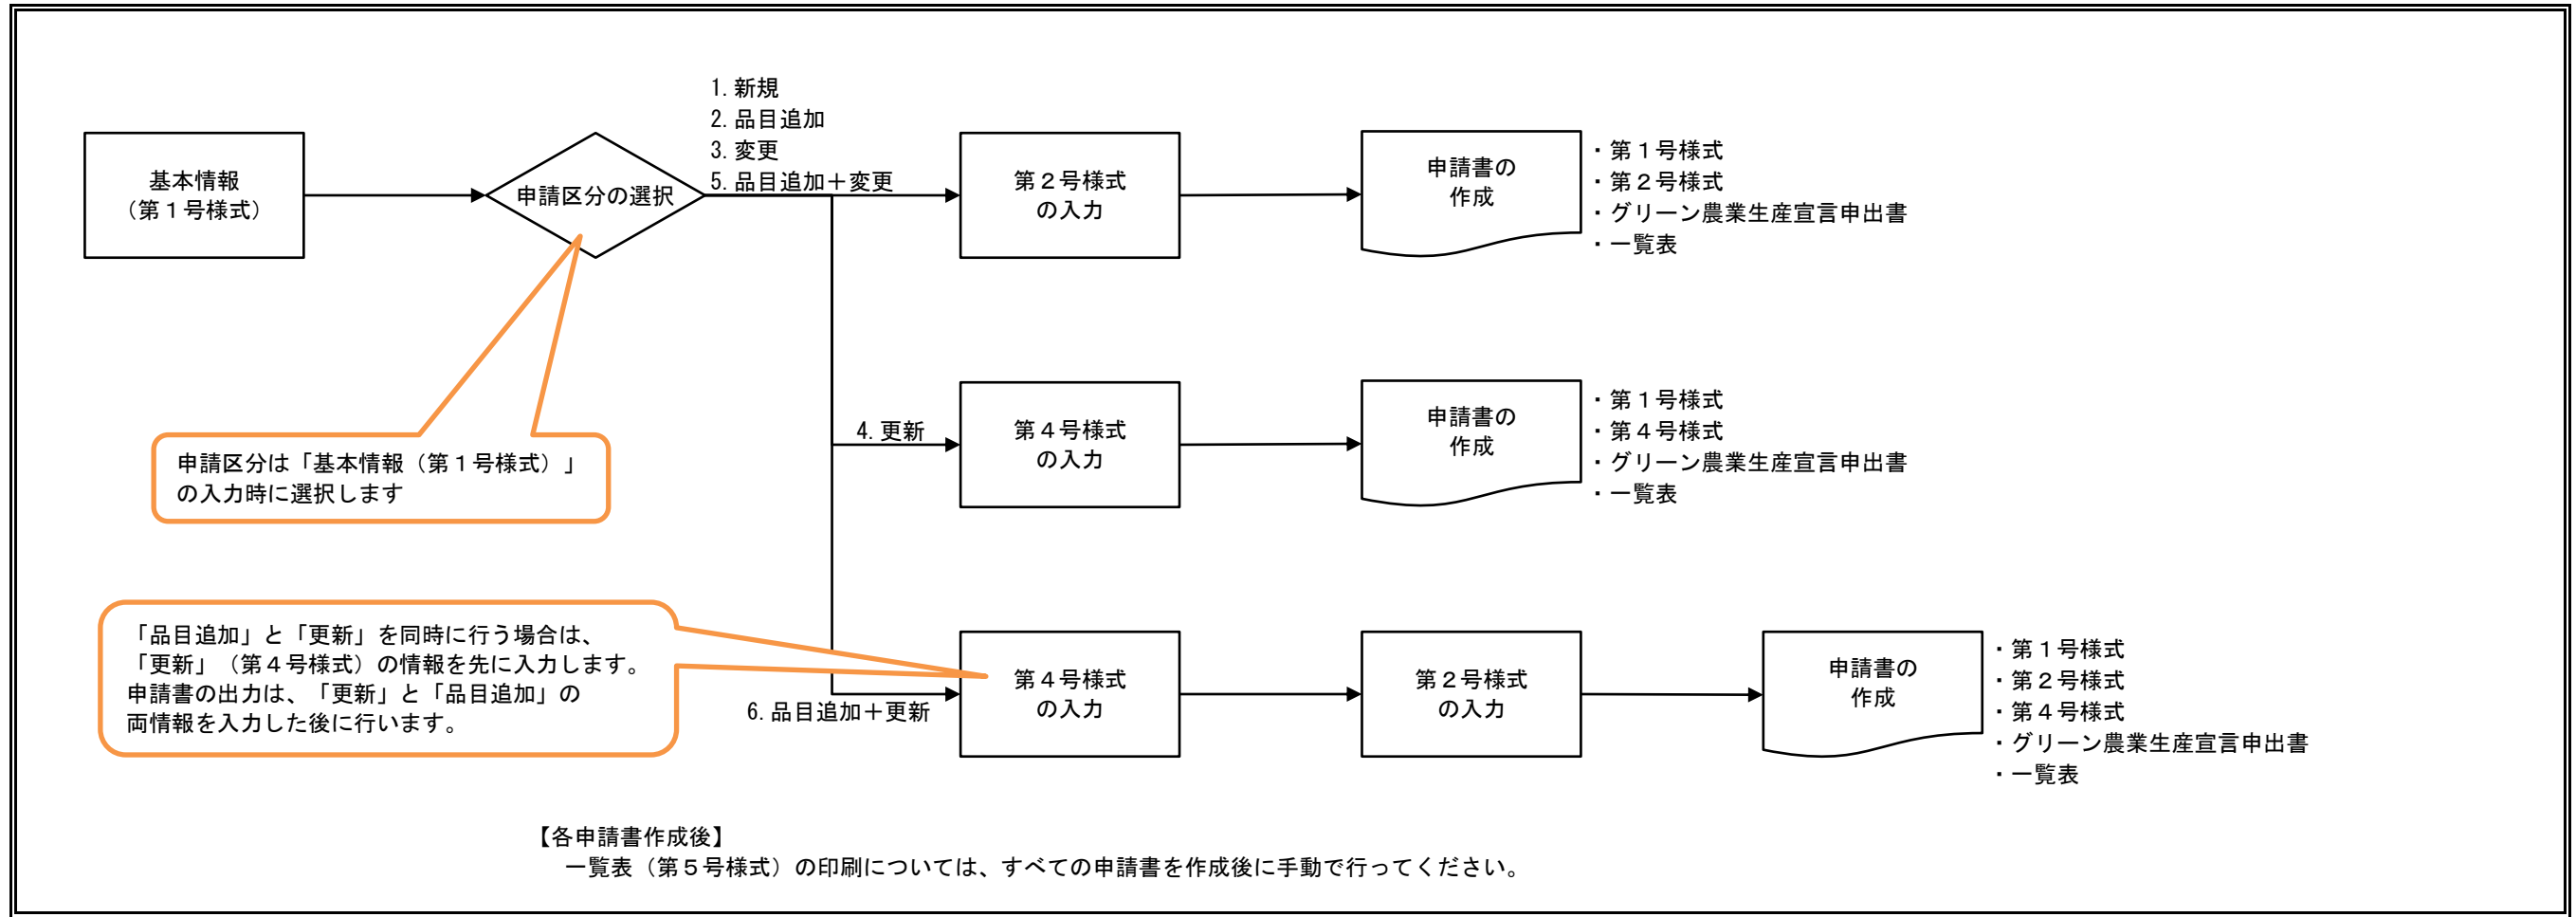 基本情報
（第１号様式）
申請区分の選択
1. 新規
2. 品目追加
3. 変更
5. 品目追加＋変更
第２号様式
の入力
申請書の
作成
・第１号様式
・第２号様式
・グリーン農業生産宣言申出書
・一覧表
申請区分は「基本情報（第１号様式）」
の入力時に選択します
4. 更新
第４号様式
の入力
申請書の
作成
・第１号様式
・第４号様式
・グリーン農業生産宣言申出書
・一覧表
「品目追加」と「更新」を同時に行う場合は、
「更新」（第４号様式）の情報を先に入力します。
申請書の出力は、「更新」と「品目追加」の
両情報を入力した後に行います。
6. 品目追加＋更新
第４号様式
の入力
第２号様式
の入力
申請書の
作成
・第１号様式
・第２号様式
・第４号様式
・グリーン農業生産宣言申出書
・一覧表
【各申請書作成後】
一覧表（第５号様式）の印刷については、すべての申請書を作成後に手動で行ってください。